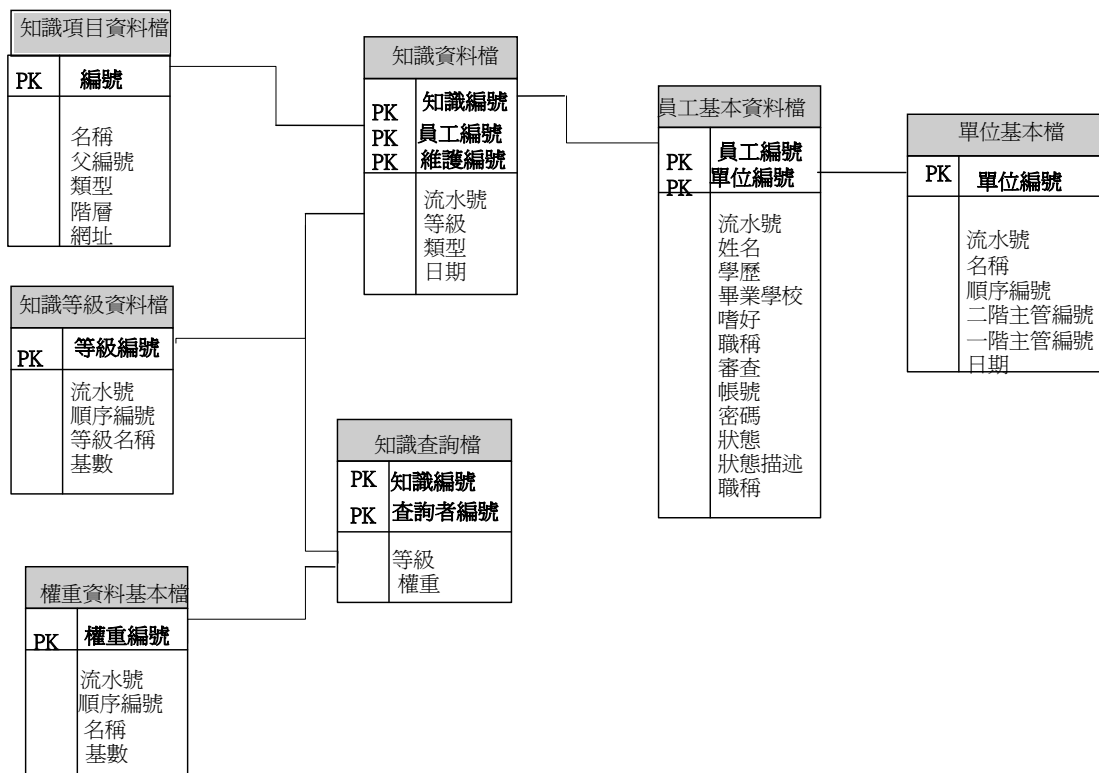 知識項目資料檔
PK 編號
名稱
父編號
類型
階層
網址
知識資料檔
PK 知識編號
PK 員工編號
PK 維護編號
流水號
等級
類型
日期
員工基本資料檔
PK 員工編號
PK 單位編號
流水號
姓名
學歷
畢業學校
嗜好
職稱
審查
帳號
密碼
狀態
狀態描述
職稱
單位基本檔
PK 單位編號
流水號
名稱
順序編號
二階主管編號
一階主管編號
日期
知識等級資料檔
PK 等級編號
流水號
順序編號
等級名稱
基數
知識查詢檔
PK 知識編號
PK 查詢者編號
等級
權重
權重資料基本檔
PK 權重編號
流水號
順序編號
名稱
基數